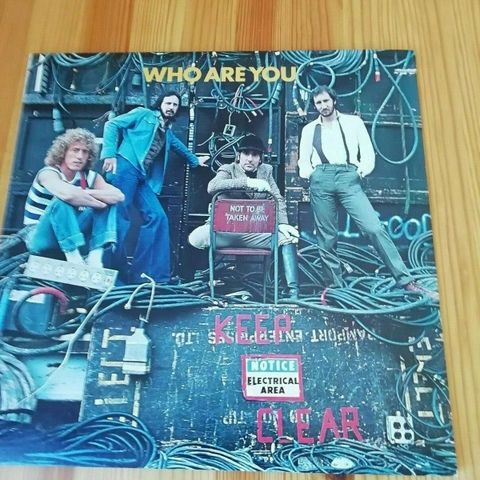 WHO ARE YOU
NOT TO BE
TAKEN AWAY
KEEP
NOTICE
ELECTRICAL
AREA
CLEAR